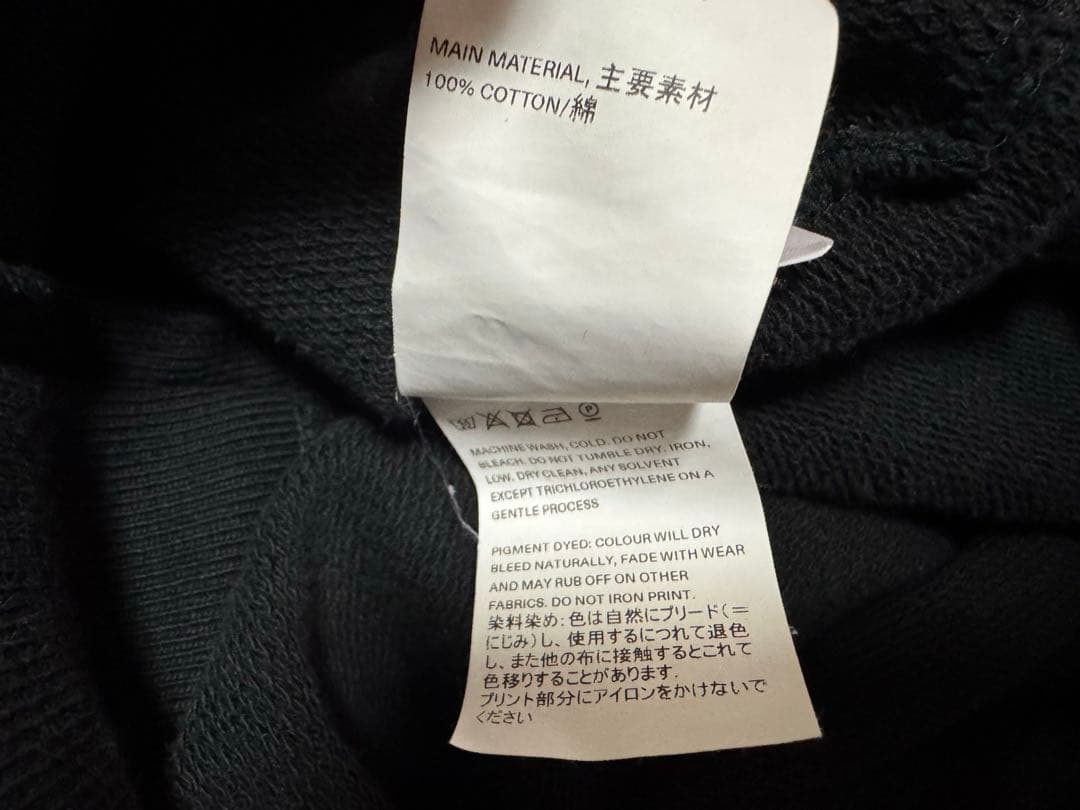 MAIN MATERIAL, 主要素材
100% COTTON/綿
P
MACHINE WASH, COLD. DO NOT
BLEACH. DO NOT TUMBLE DRY. IRON,
LOW. DRY CLEAN, ANY SOLVENT
EXCEPT TRICHLOROETHYLENE ON A
GENTLE PROCESS
PIGMENT DYED: COLOUR WILL DRY
BLEED NATURALLY, FADE WITH WEAR
AND MAY RUB OFF ON OTHER
FABRICS. DO NOT IRON PRINT.
染料染め: 色は自然にブリード(=
にじみ)し、使用するにつれて退色
し、また他の布に接触するとこれて
色移りすることがあります.
プリント部分にアイロンをかけないで
ください